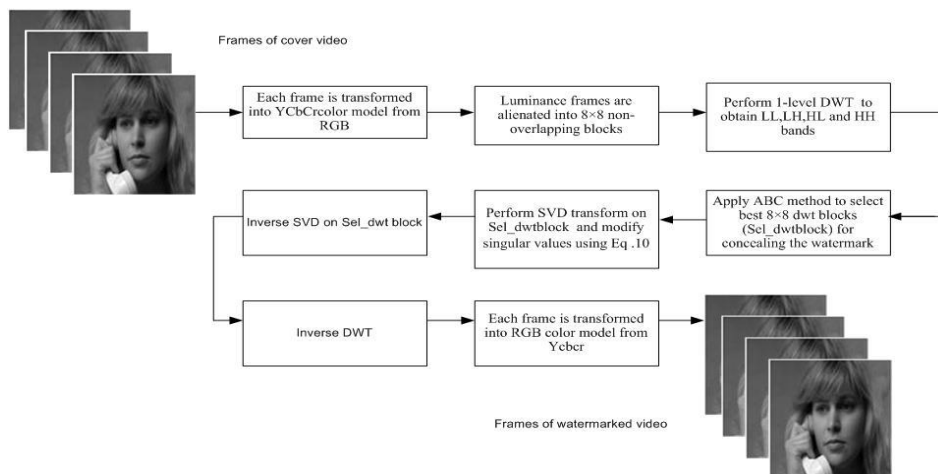 Frames of cover video
Each frame is transformed
into YCbCrcolor model from
RGB
Luminance frames are
alienated into 8×8 non-
overlapping blocks
Perform 1-level DWT to
obtain LL,LH,HL and HH
bands
Apply ABC method to select
best 8×8 dwt blocks
(Sel_dwtblock) for
concealing the watermark
Perform SVD transform on
Sel_dwtblock and modify
singular values using Eq .10
Inverse SVD on Sel_dwt block
Inverse DWT
Each frame is transformed
into RGB color model from
Ycbcr
Frames of watermarked video